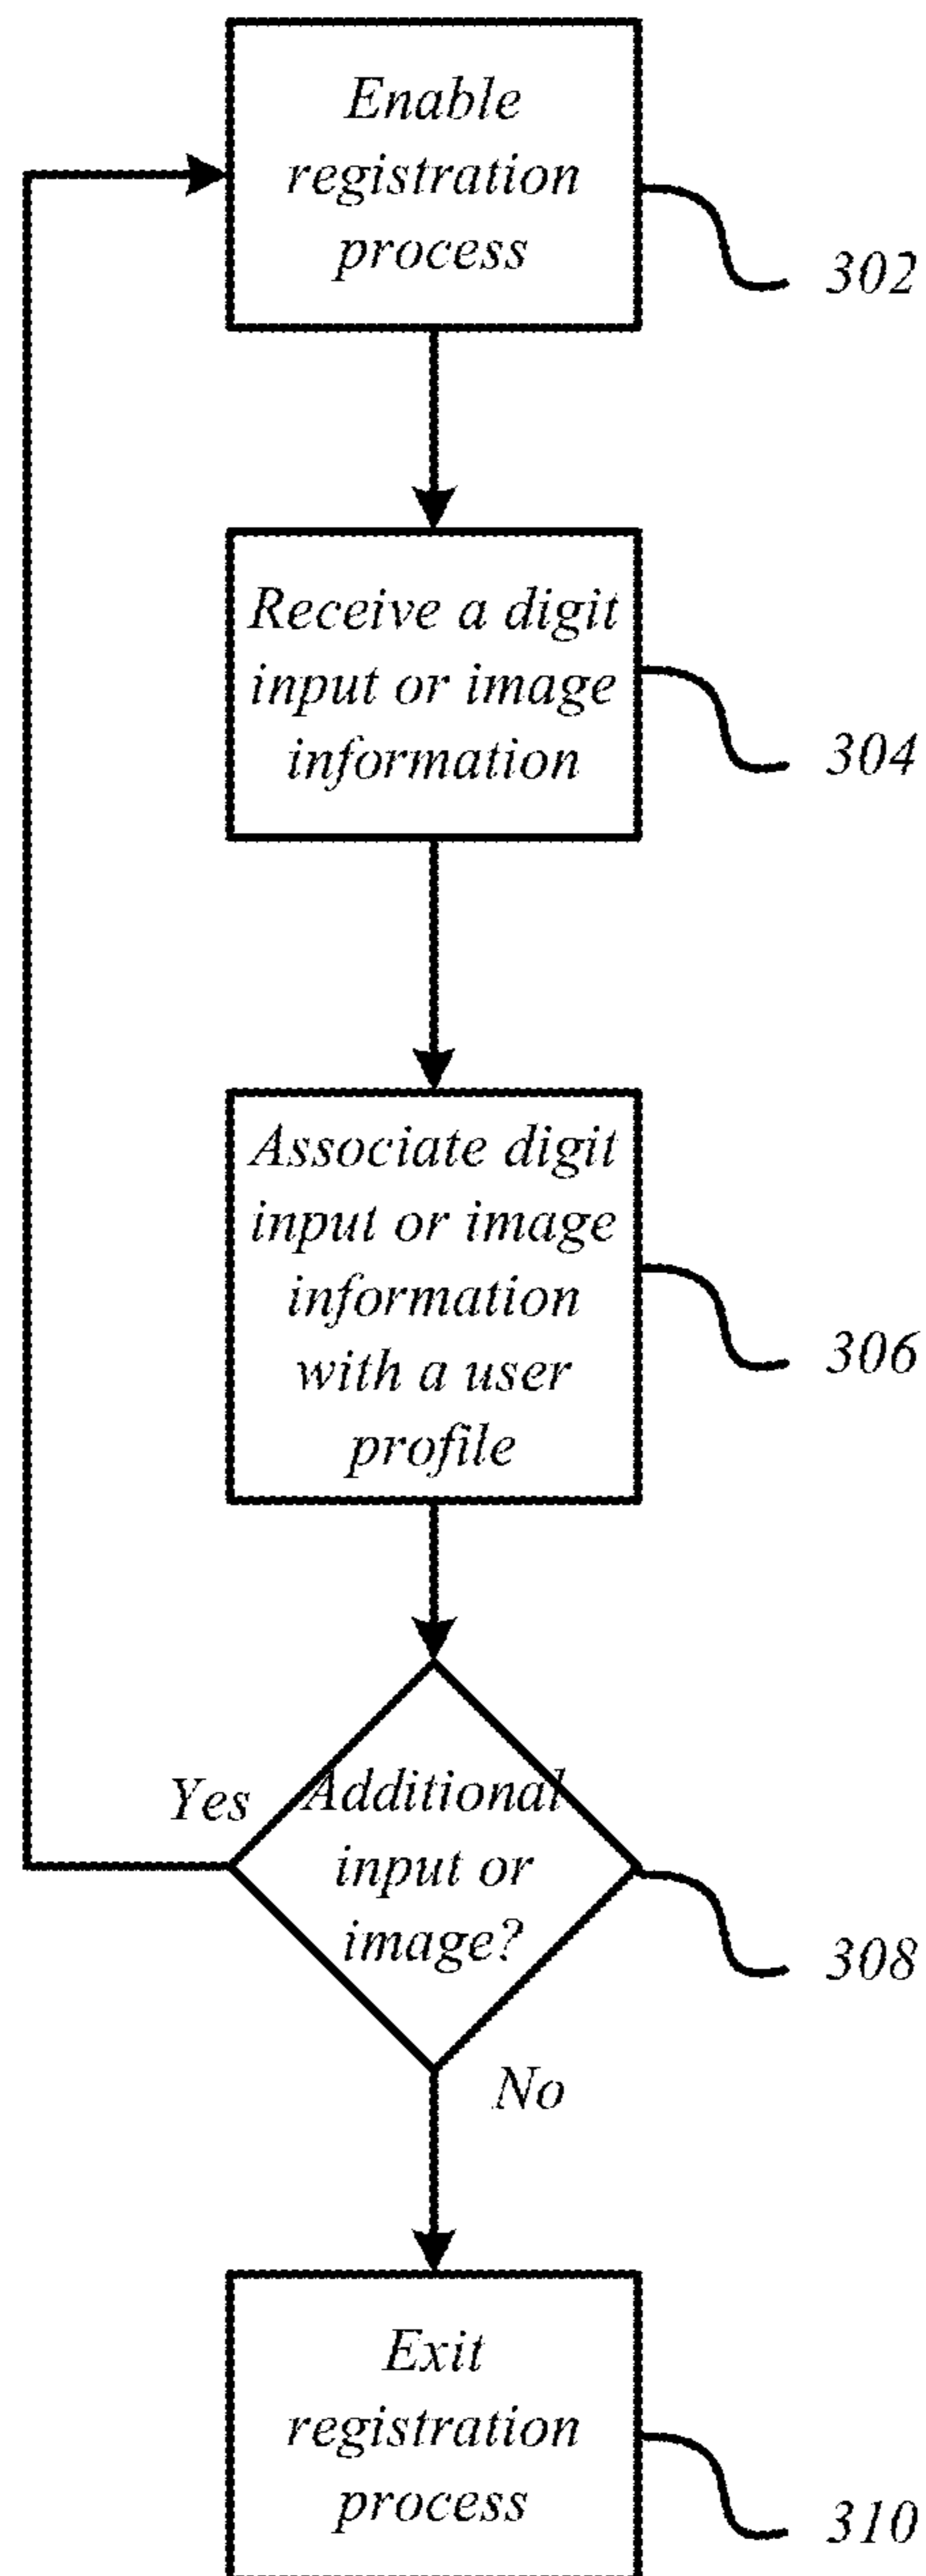 Enable
registration
process
302
Receive a digit
input or image
information
304
Associate digit
input or image
information
with a user
profile
306
Yes
Additional
input or
image?
308
No
Exit
registration
process
310